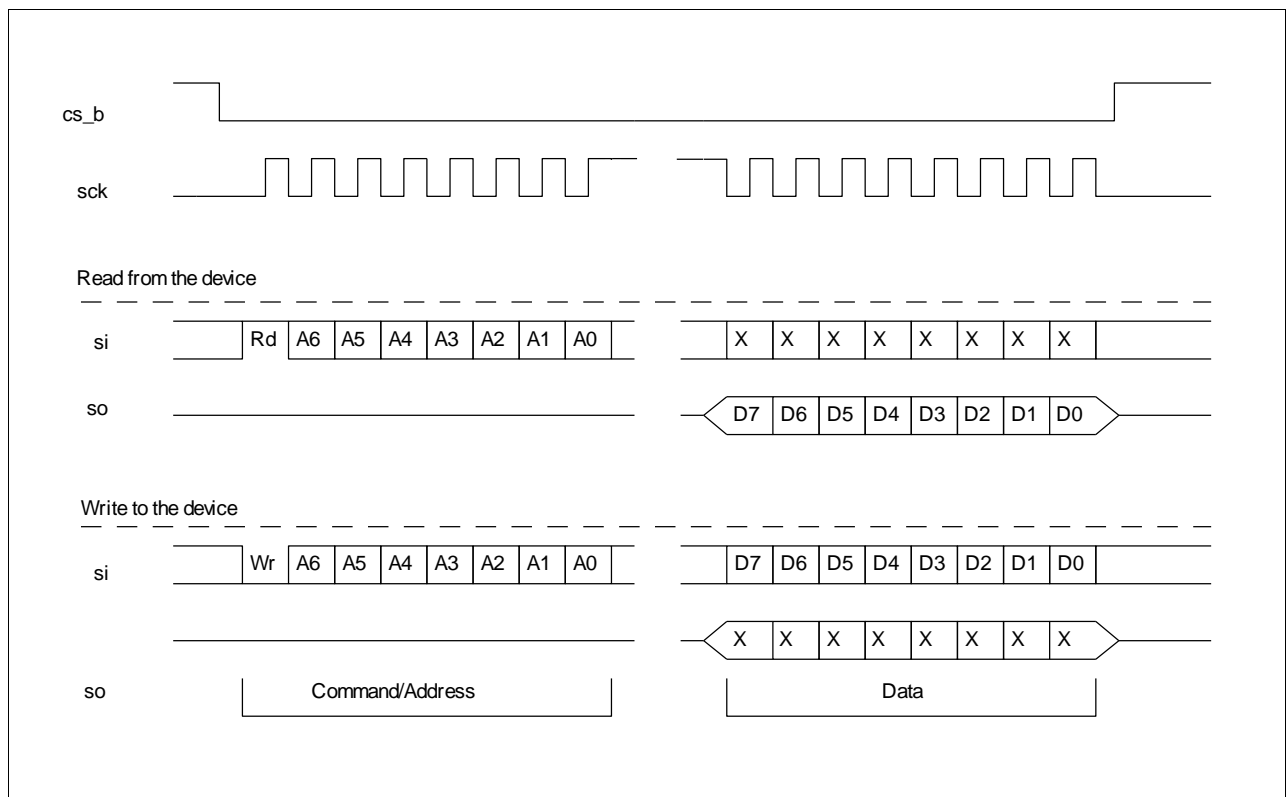 cs_b
sck
Read from the device
si Rd A6 A5 A4 A3 A2 A1 A0 X X X X X X X X
so D7 D6 D5 D4 D3 D2 D1 D0
Write to the device
si Wr A6 A5 A4 A3 A2 A1 A0 D7 D6 D5 D4 D3 D2 D1 D0
X X X X X X X X
so Command/Address Data